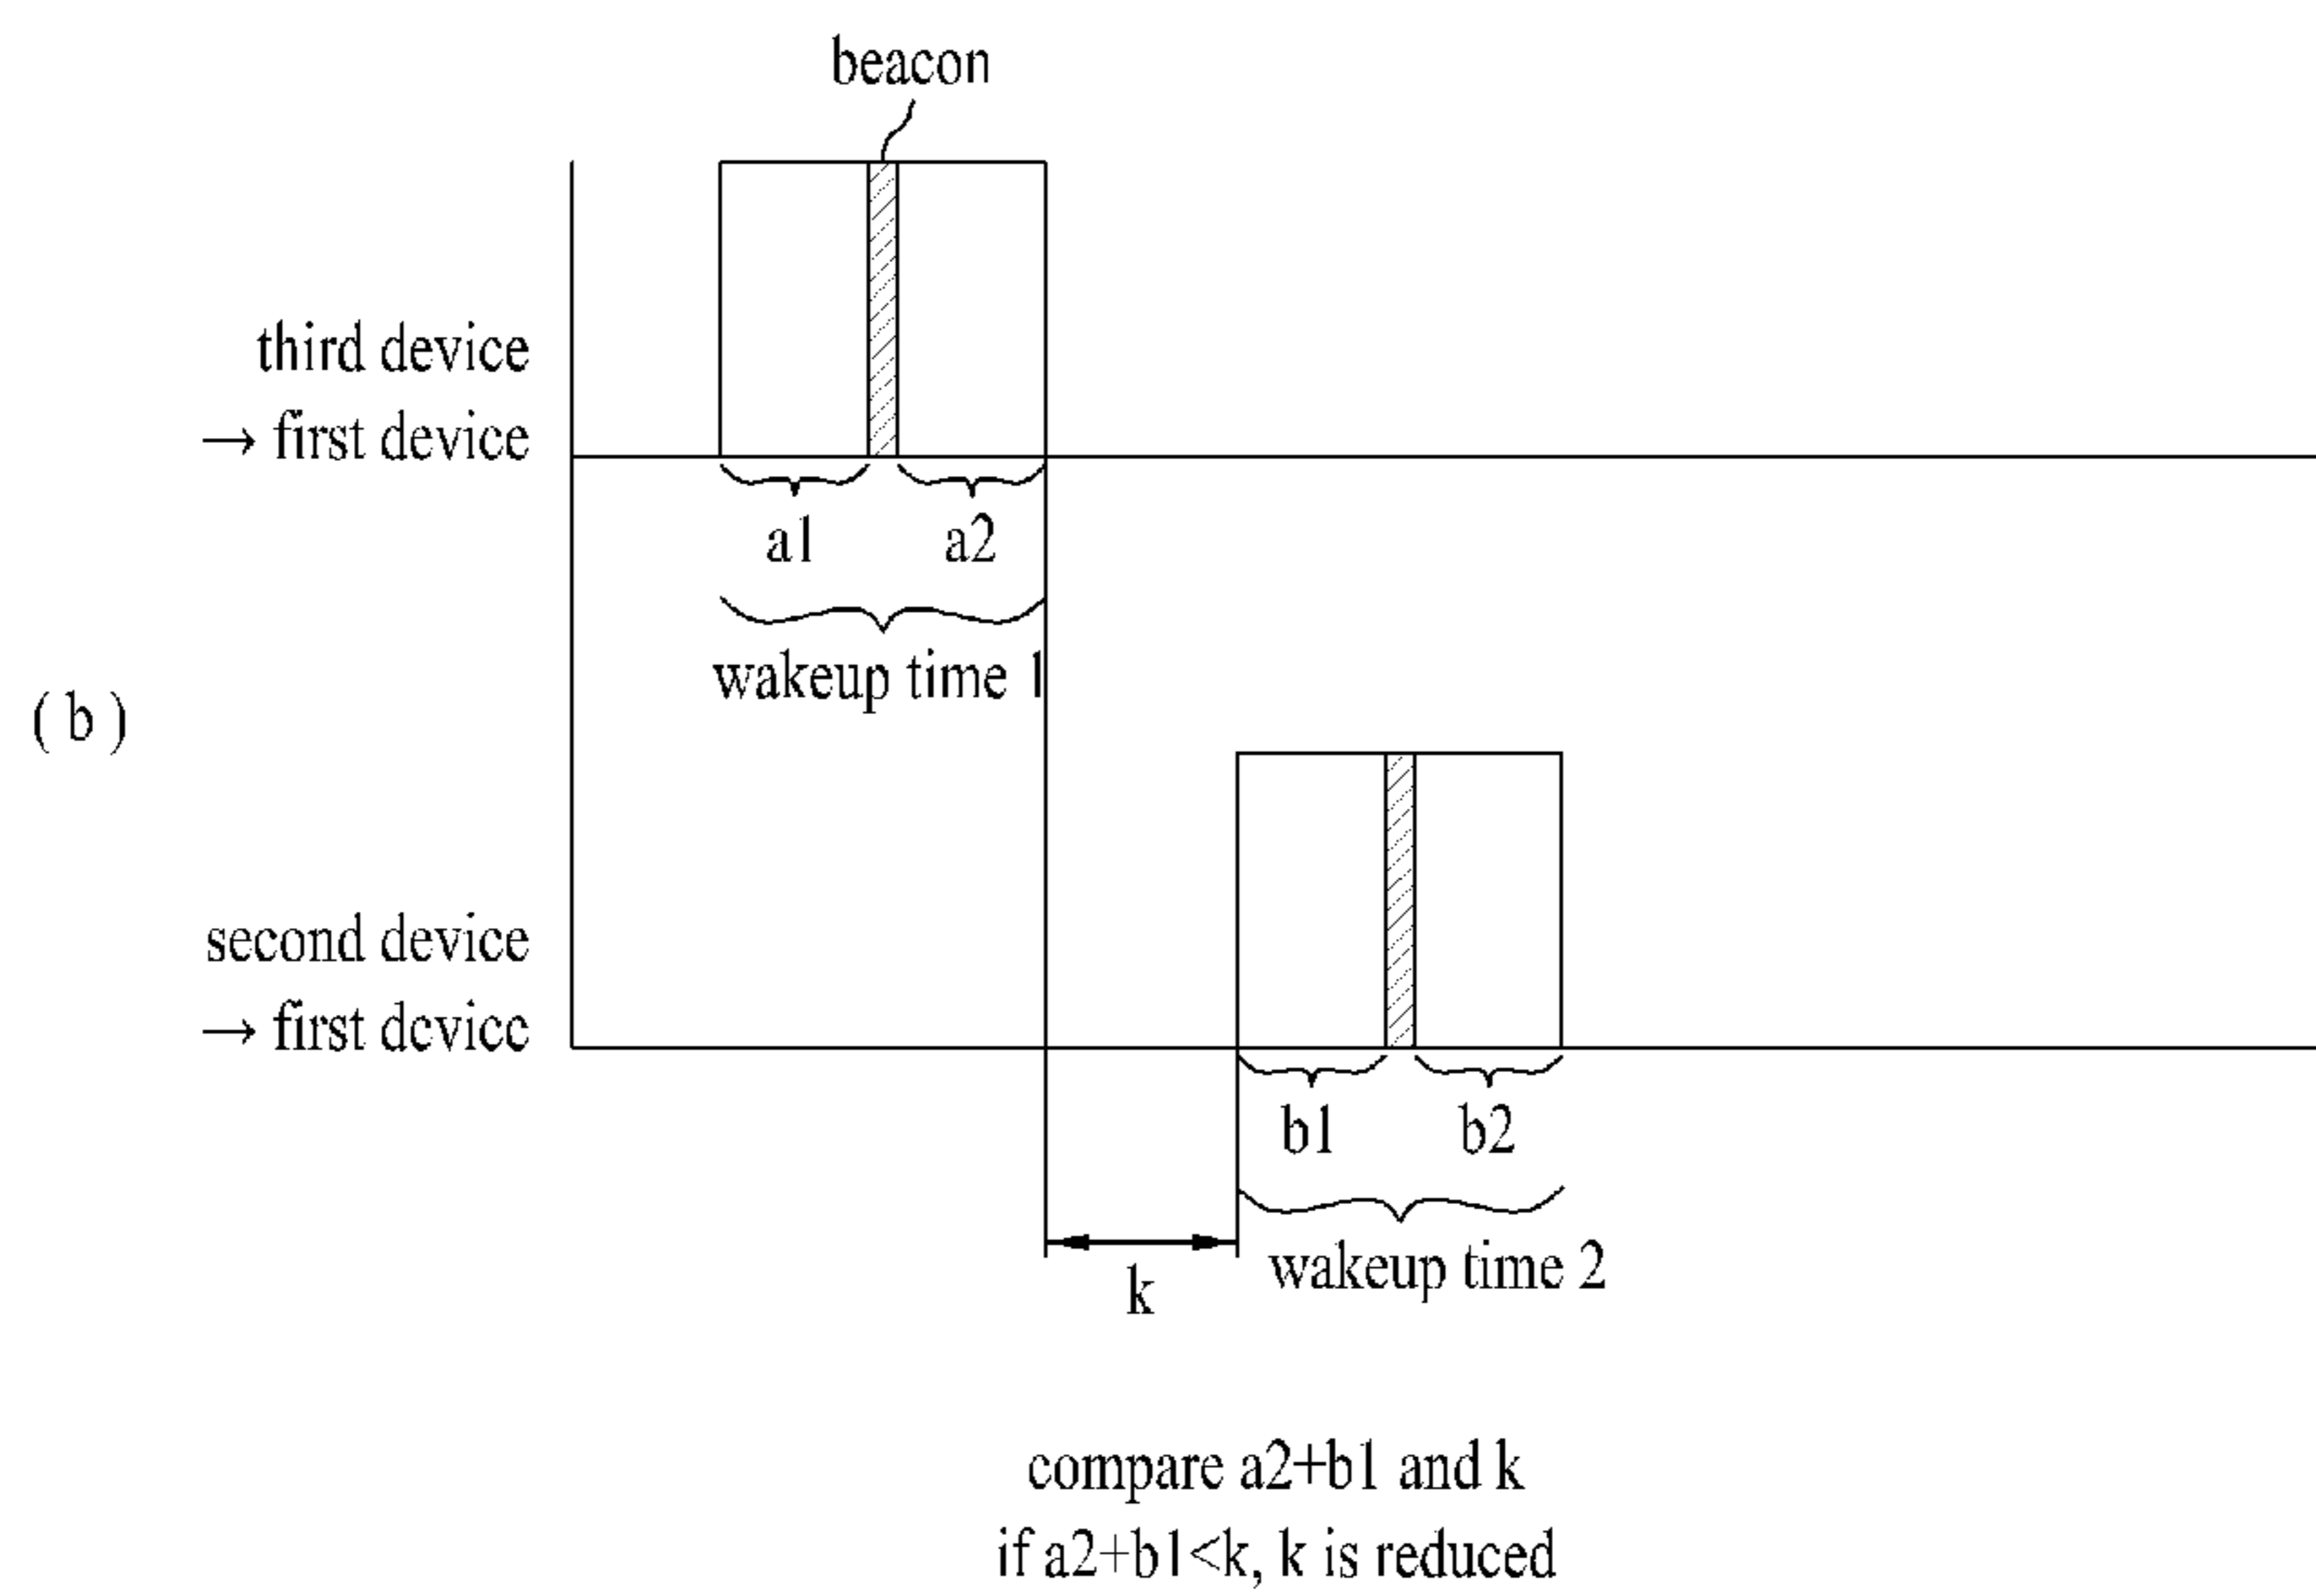 beacon
third device
→ first device
a1
a2
wakeup time 1
(b)
second device
→ first device
b1
b2
wakeup time 2
k
compare a2+b1 and k
if a2+b1<k, k is reduced